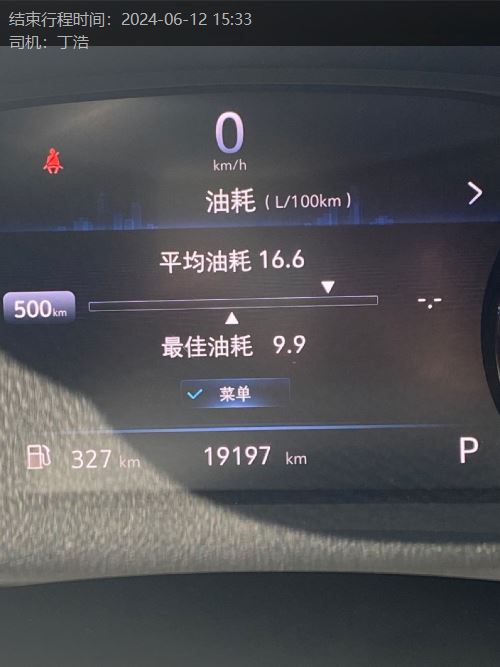 结束行程时间：2024-06-12 15:33
司机：丁浩
0
km/h
油耗（L/100km）
平均油耗 16.6
500km
-.-
最佳油耗 9.9
菜单
327 km 19197 km P